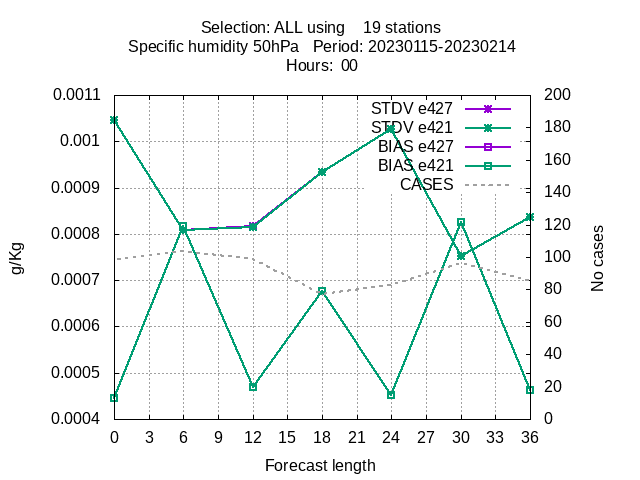 Selection: ALL using 19 stations
Specific humidity 50hPa Period: 20230115-20230214
Hours: 00
0.0011
0.001
0.0009
0.0008
0.0007
0.0006
0.0005
0.0004
g/Kg
STDV e427
STDV e421
BIAS e427
BIAS e421
CASES
200
180
160
140
120
100
80
60
40
20
0
No cases
0 3 6 9 12 15 18 21 24 27 30 33 36
Forecast length